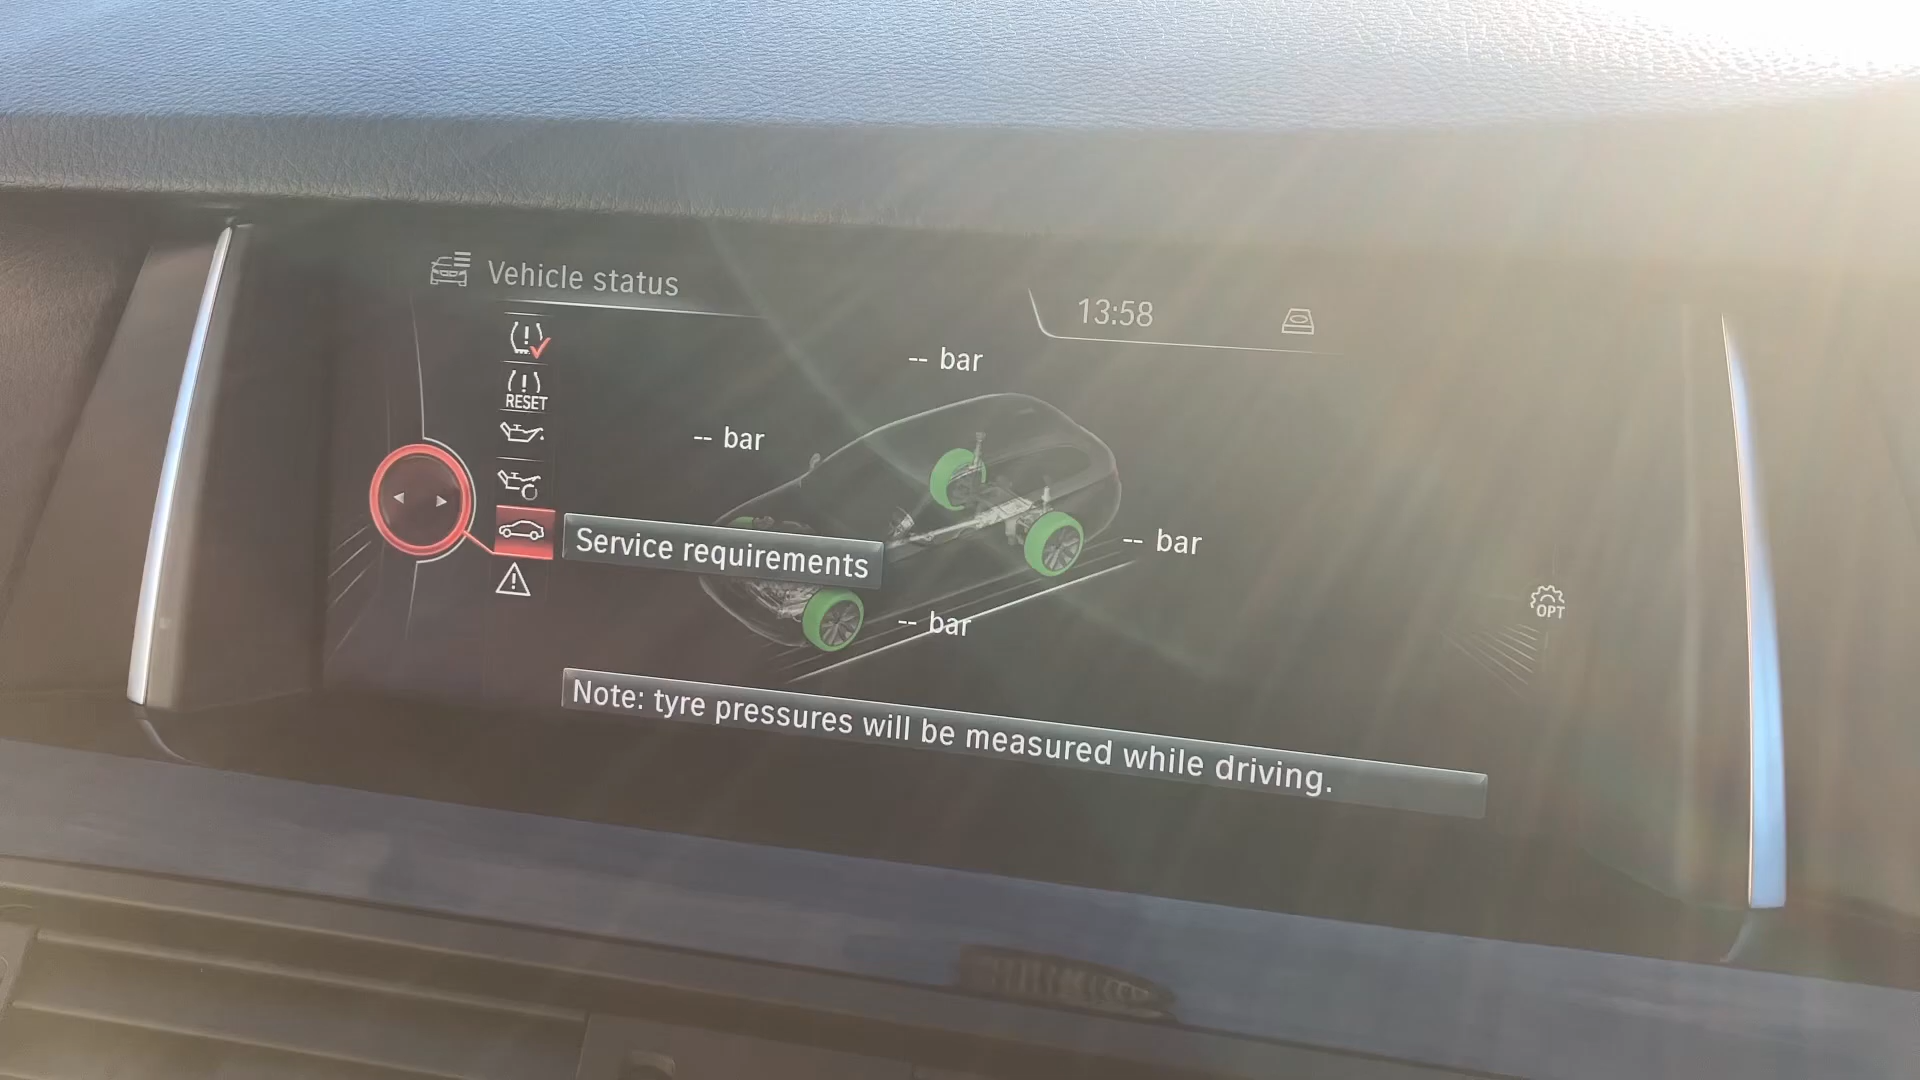 Vehicle status
13:58
-- bar
RESET
-- bar
Service requirements
-- bar
OPT
-- bar
Note: tyre pressures will be measured while driving.